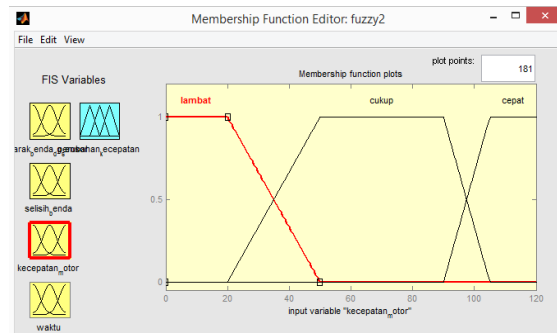 Membership Function Editor: fuzzy2
File Edit View
FIS Variables
plot points:
181
Membership function plots
lambat
cukup
cepat
1
0.5
0
0 20 40 60 80 100 120
input variable "kecepatan_motor"
selisih_benda
kecepatan_motor
waktu